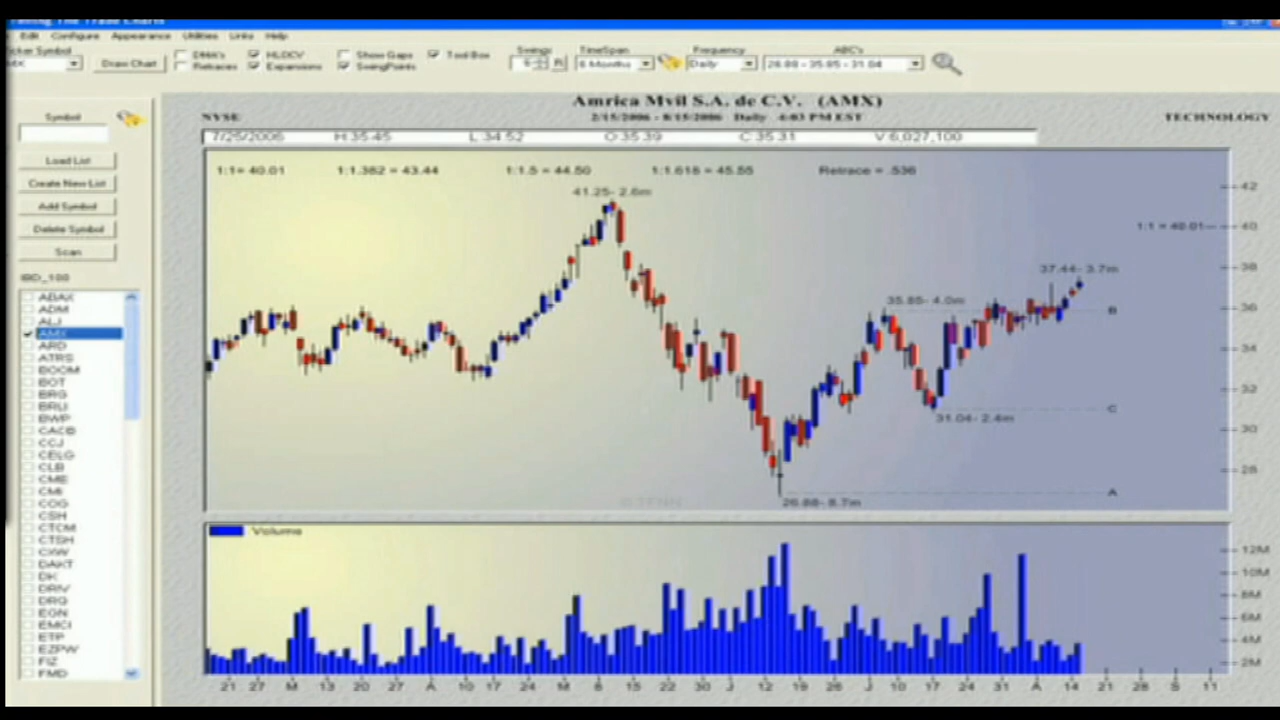 Telling The Trade Charts
Edit Configure Appearance Utilities Links Help
Ticker Symbol
Draw Chart
DMA's
Retraces
HLOCV
Expansions
Show Gaps
SwingPoints
Tool Box
Swings
TimeSpan
6 Months
Frequency
Daily
ABC's
26.88 - 35.85 - 31.04
Symbol
Load List
Create New List
Add Symbol
Delete Symbol
Scan
IBD_100
ABAX
ADM
ALJ
AMX
ARD
ATRS
BOOM
BOT
BRG
BRLI
BWP
CACB
CCJ
CELG
CLB
CME
CMI
COG
CSH
CTCM
CTSH
CXW
DAKT
DK
DRIV
DRQ
EGN
EMCI
ETP
EZPW
FIZ
FMD
Amrica Mvil S.A. de C.V. (AMX)
NYSE
2/15/2006 - 8/15/2006 Daily 4:03 PM EST
TECHNOLOGY
7/25/2006 H:35.45 L:34.52 O:35.39 C:35.31 V:6,027,100
1:1= 40.01 1:1.382 = 43.44 1:1.5 = 44.50 1:1.618 = 45.55 Retrace = .536
41.25- 2.6m
1:1 = 40.01
37.44- 3.7m
35.85- 4.0m
B
31.04- 2.4m
C
26.88- 8.7m
A
42
40
38
36
34
32
30
28
Volume
12M
10M
8M
6M
4M
2M
21 27 M 13 20 27 A 10 17 24 M 8 15 22 30 J 12 19 26 J 10 17 24 31 A 14 21 28 S 11